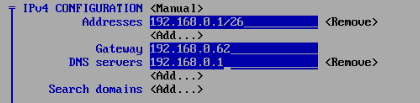 IPv4 CONFIGURATION <Manual>
Addresses 192.168.0.1/26 <Remove>
<Add...>
Gateway 192.168.0.62
DNS servers 192.168.0.1 <Remove>
<Add...>
Search domains <Add...>